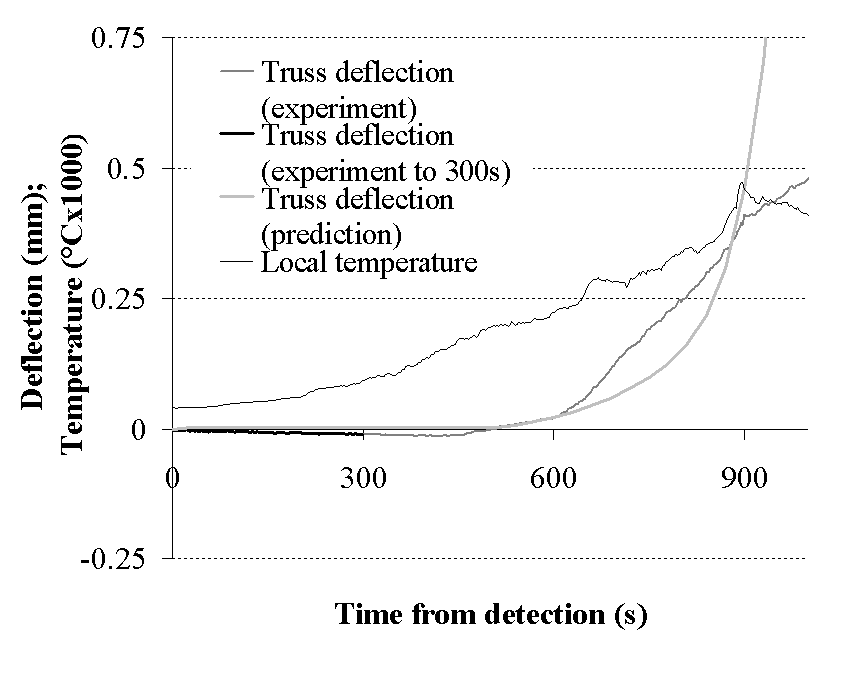 0.75
0.5
0.25
0
-0.25
Deflection (mm);
Temperature (°Cx1000)
Truss deflection
(experiment)
Truss deflection
(experiment to 300s)
Truss deflection
(prediction)
Local temperature
0
300
600
900
Time from detection (s)